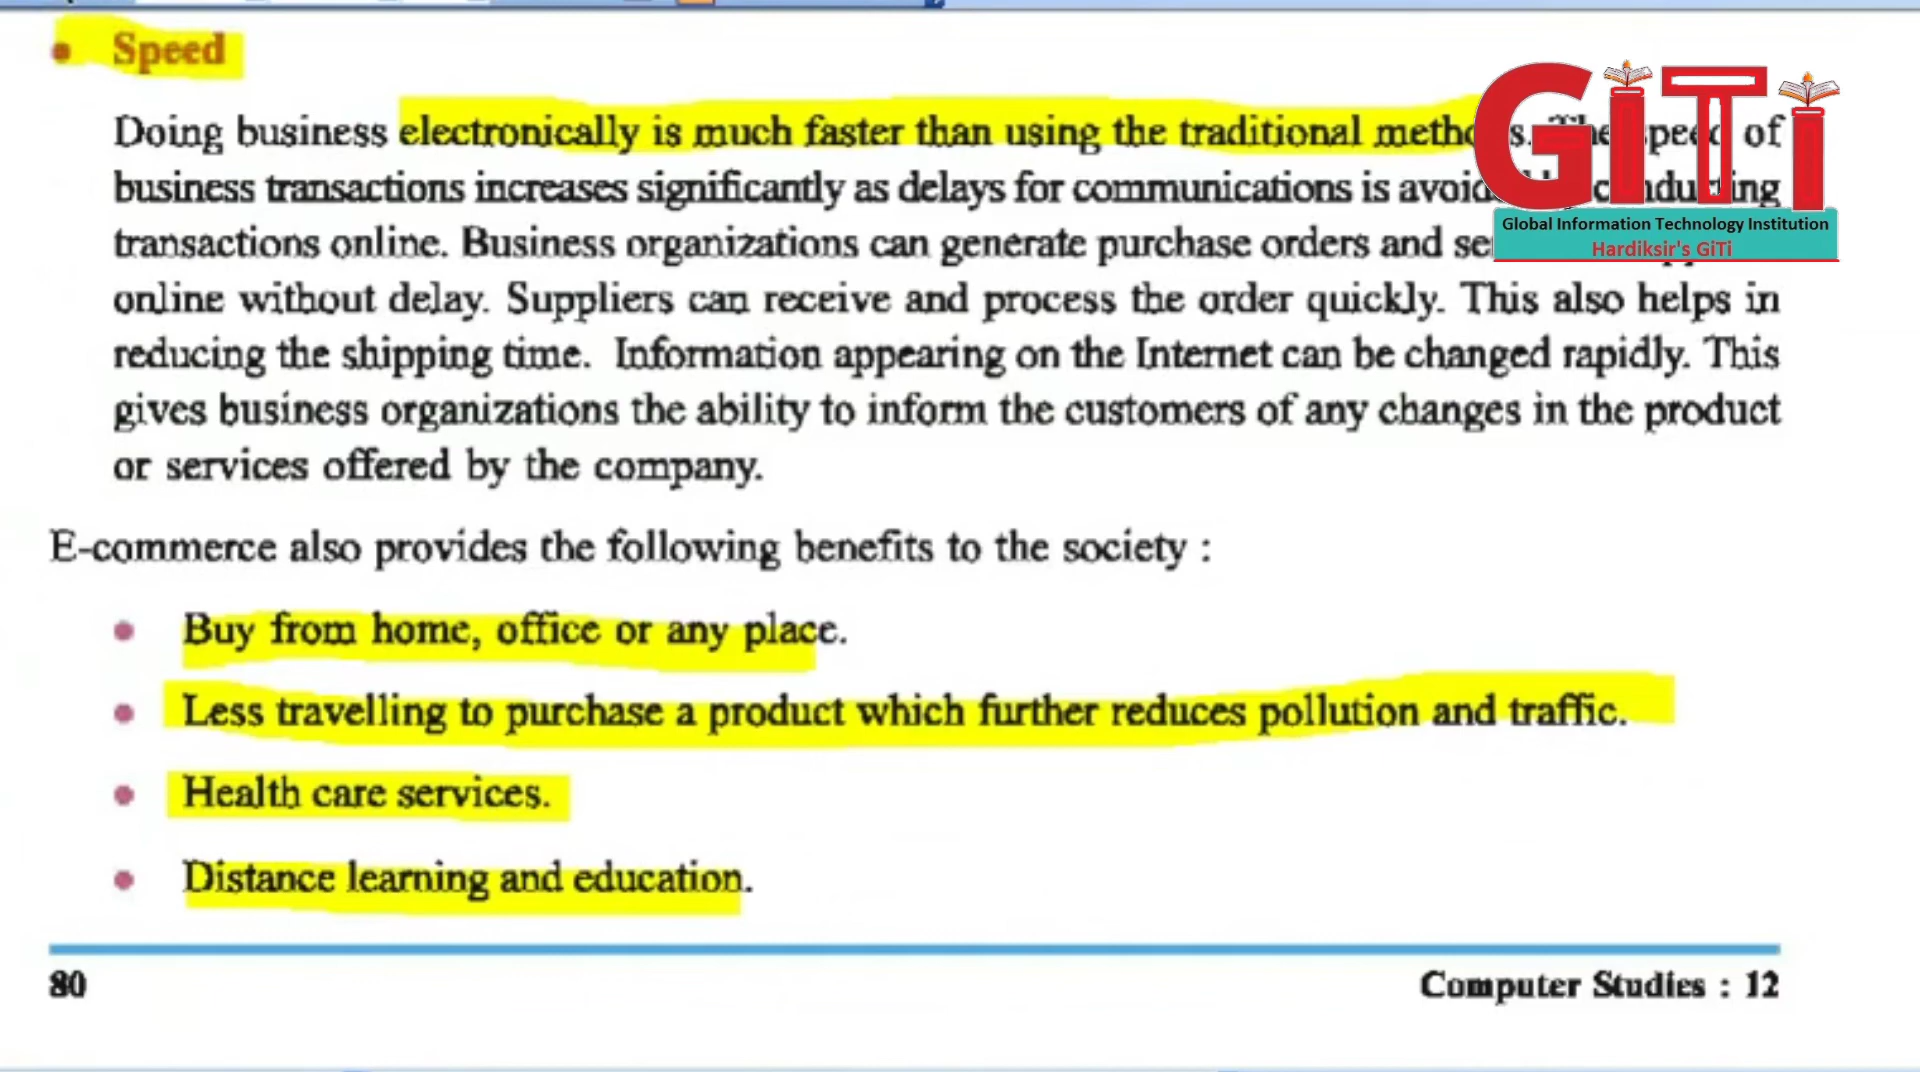 • Speed
Doing business electronically is much faster than using the traditional methods. The speed of
business transactions increases significantly as delays for communications is avoided by conducting
transactions online. Business organizations can generate purchase orders and
online without delay. Suppliers can receive and process the order quickly. This also helps in
reducing the shipping time. Information appearing on the Internet can be changed rapidly. This
gives business organizations the ability to inform the customers of any changes in the product
or services offered by the company.
E-commerce also provides the following benefits to the society :
• Buy from home, office or any place.
• Less travelling to purchase a product which further reduces pollution and traffic.
• Health care services.
• Distance learning and education.
80
Computer Studies : 12
GiTi
Global Information Technology Institution
Hardiksir's GiTi